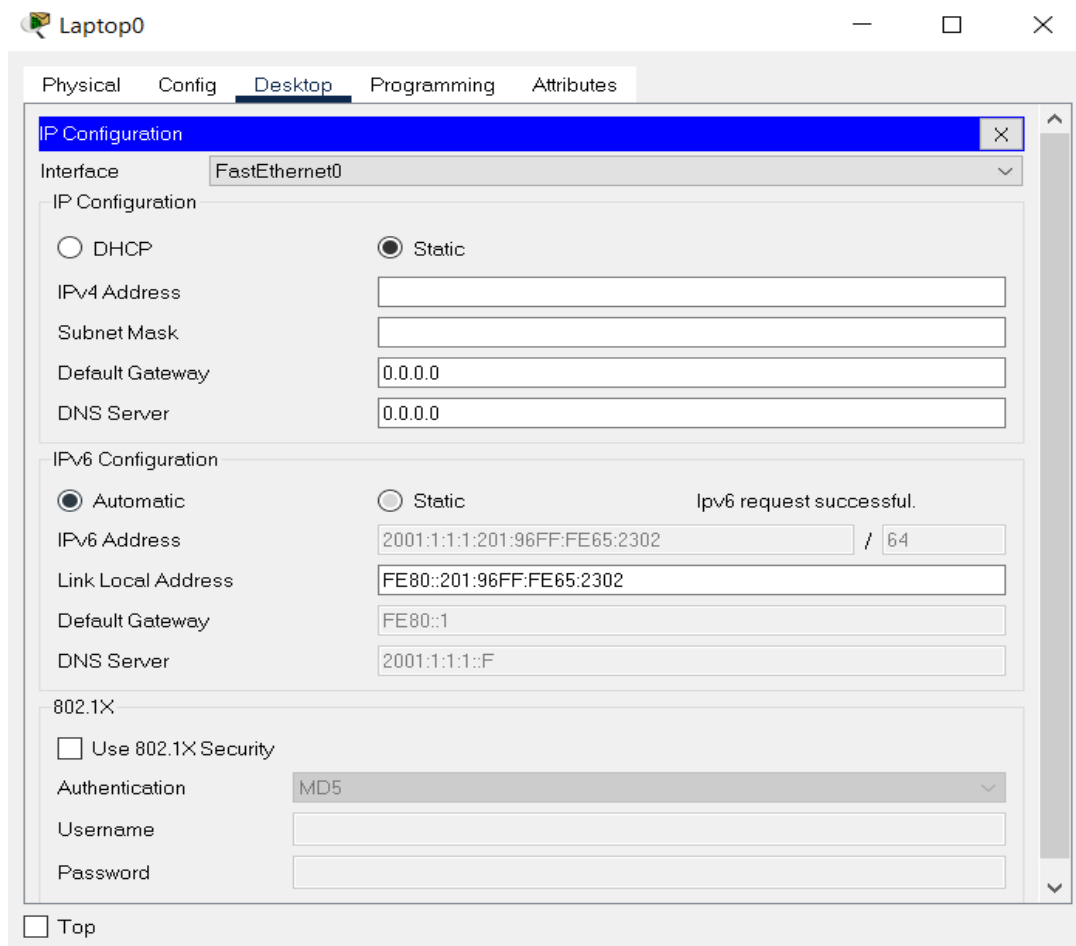 Laptop0
Physical Config Desktop Programming Attributes
IP Configuration
Interface FastEthernet0
IP Configuration
DHCP Static
IPv4 Address
Subnet Mask
Default Gateway 0.0.0.0
DNS Server 0.0.0.0
IPv6 Configuration
Automatic Static Ipv6 request successful.
IPv6 Address 2001:1:1:1:201:96FF:FE65:2302 / 64
Link Local Address FE80::201:96FF:FE65:2302
Default Gateway FE80::1
DNS Server 2001:1:1:1::F
802.1X
Use 802.1X Security
Authentication MD5
Username
Password
Top